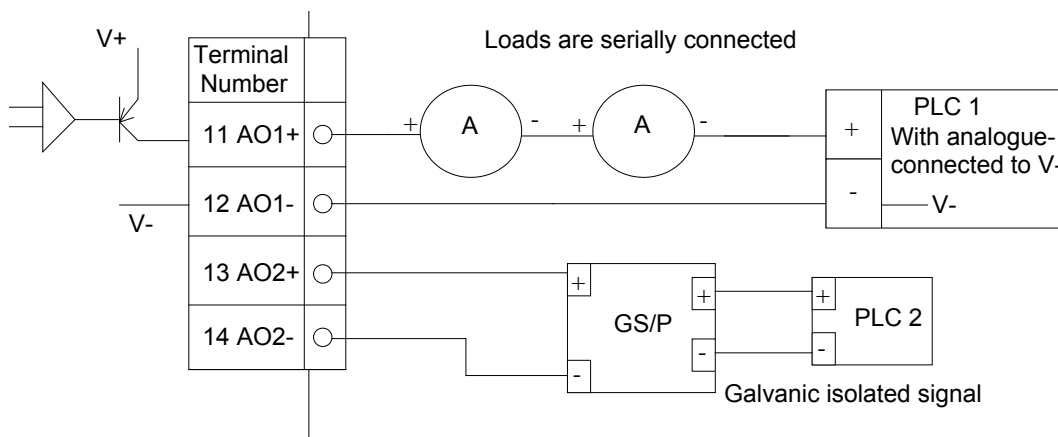 Loads are serially connected
V+
Terminal
Number
11 AO1+
+ A - + A -
+
PLC 1
With analogue-
connected to V-
12 AO1-
V-
-
V-
13 AO2+
+
GS/P
+
+
PLC 2
14 AO2-
-
-
-
Galvanic isolated signal